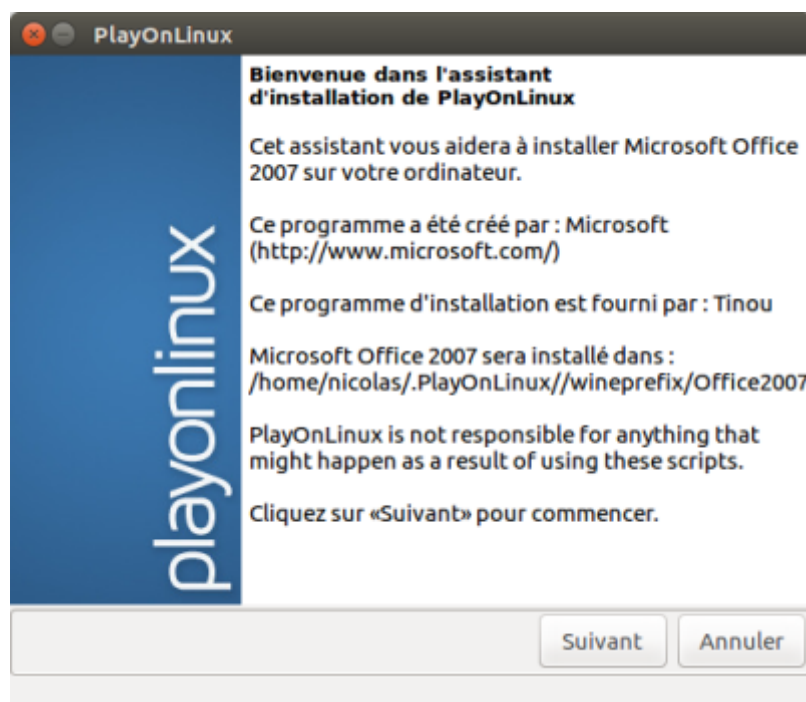 PlayOnLinux
playonlinux
Bienvenue dans l'assistant
d'installation de PlayOnLinux
Cet assistant vous aidera à installer Microsoft Office
2007 sur votre ordinateur.
Ce programme a été créé par : Microsoft
(http://www.microsoft.com/)
Ce programme d'installation est fourni par : Tinou
Microsoft Office 2007 sera installé dans :
/home/nicolas/.PlayOnLinux//wineprefix/Office2007
PlayOnLinux is not responsible for anything that
might happen as a result of using these scripts.
Cliquez sur «Suivant» pour commencer.
Suivant Annuler